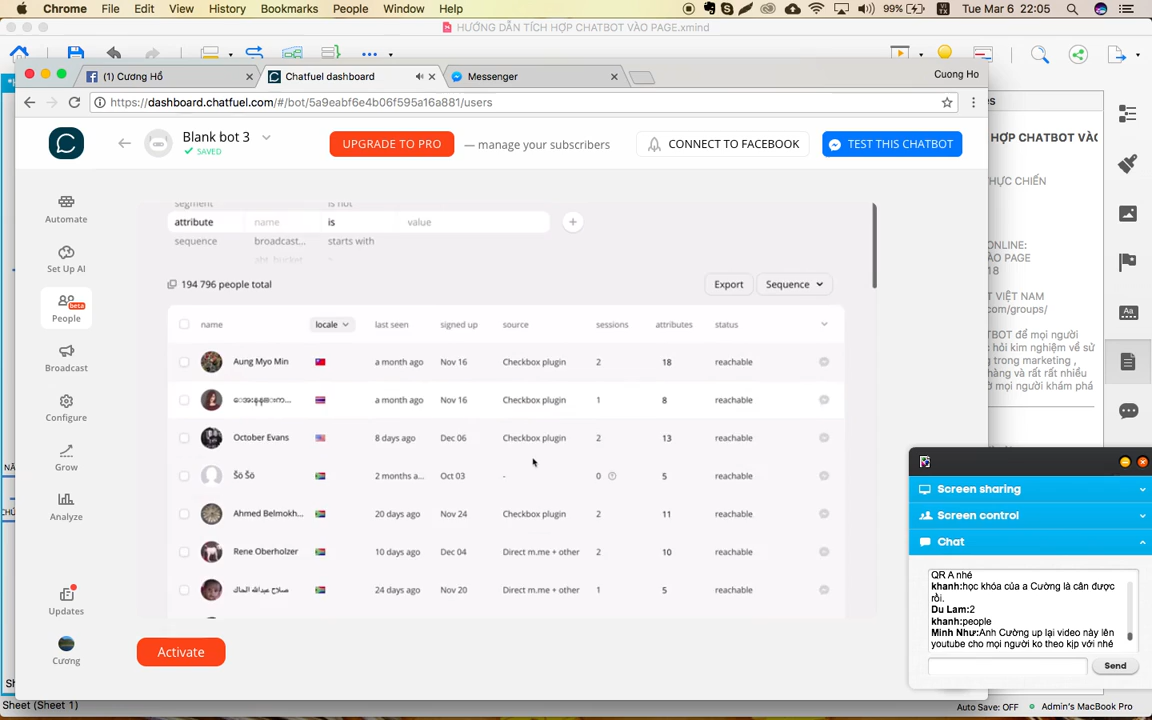 Chrome File Edit View History Bookmarks People Window Help 99% Tue Mar 6 22:05
HƯỚNG DẪN TÍCH HỢP CHATBOT VÀO PAGE.xmind
(1) Cương Hồ
Chatfuel dashboard
Messenger
Cuong Ho
https://dashboard.chatfuel.com/#/bot/5a9eabf6e4b06f595a16a881/users
Blank bot 3
SAVED
UPGRADE TO PRO
— manage your subscribers
CONNECT TO FACEBOOK
TEST THIS CHATBOT
Automate
Set Up AI
People
beta
Broadcast
Configure
Grow
Analyze
Updates
Cương
segment is not
attribute name is value
sequence broadcast... starts with
194 796 people total
Export
Sequence
name locale last seen signed up source sessions attributes status
Aung Myo Min a month ago Nov 16 Checkbox plugin 2 18 reachable
a month ago Nov 16 Checkbox plugin 1 8 reachable
October Evans 8 days ago Dec 06 Checkbox plugin 2 13 reachable
Šö Šó 2 months a... Oct 03 - 0 5 reachable
Ahmed Belmokh... 20 days ago Nov 24 Checkbox plugin 2 11 reachable
Rene Oberholzer 10 days ago Dec 04 Direct m.me + other 2 10 reachable
صلاح عبدالله الحاك 24 days ago Nov 20 Direct m.me + other 1 5 reachable
Activate
HỢP CHATBOT VÀO
THỰC CHIẾN
ONLINE:
ÀO PAGE
18
T VIỆT NAM
com/groups/
TBOT để mọi người
hỏi kim nghiệm về sử
trong marketing ,
hàng và rất rất nhiều
mọi người khám phá
Screen sharing
Screen control
Chat
QR A nhé
khanh:học khóa của a Cường là cân được
rồi.
Du Lam:2
khanh:people
Minh Như:Anh Cường up lại video này lên
youtube cho mọi người ko theo kịp với nhé
Send
Sheet (Sheet 1)
Auto Save: OFF
Admin's MacBook Pro